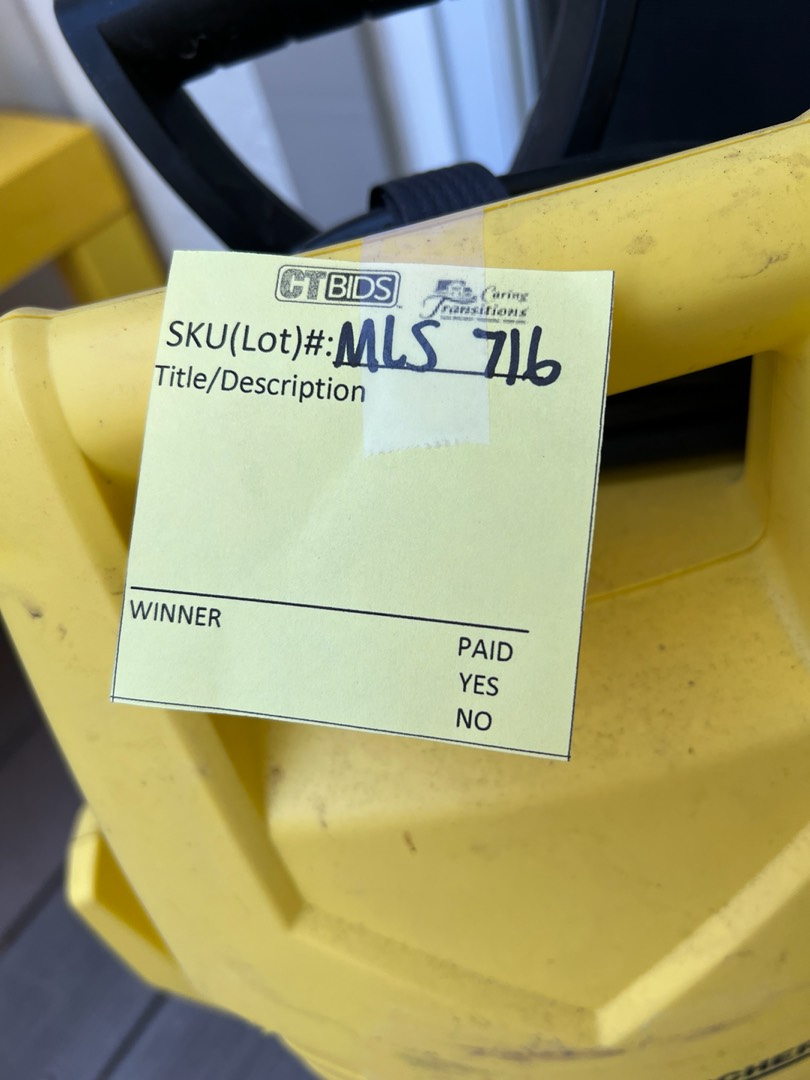 CTBIDS
Caring
Transitions
SKU(Lot)#: MLS 716
Title/Description
WINNER
PAID
YES
NO